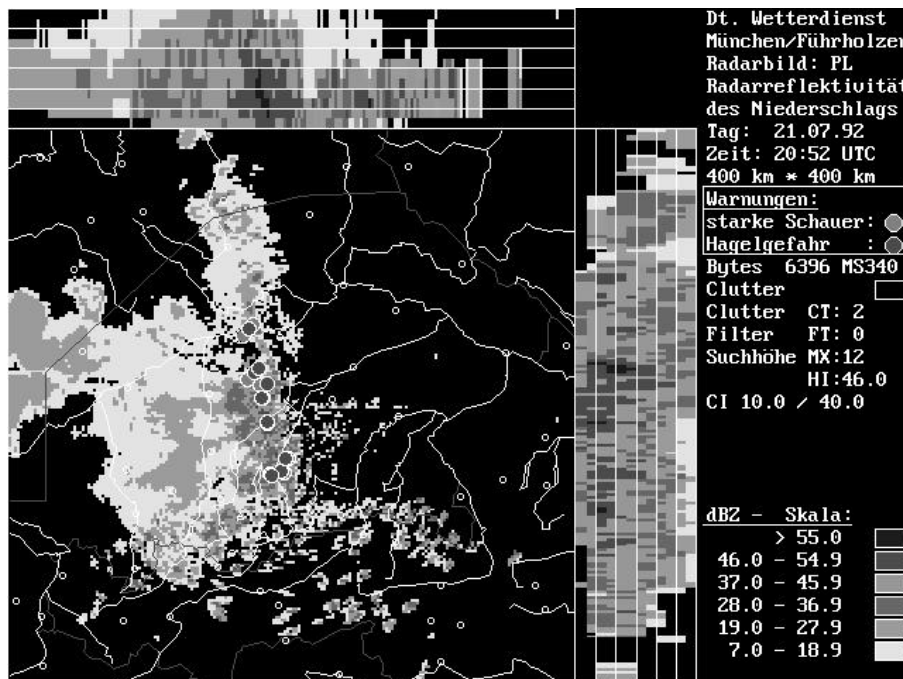 Dt. Wetterdienst
München/Führholzer
Radarbild: PL
Radarreflektivität
des Niederschlags
Tag: 21.07.92
Zeit: 20:52 UTC
400 km * 400 km
Warnungen:
starke Schauer:
Hagelgefahr :
Bytes 6396 MS340
Clutter
Clutter CT: 2
Filter FT: 0
Suchhöhe MX:12
HI:46.0
CI 10.0 / 40.0
dBZ - Skala:
> 55.0
46.0 - 54.9
37.0 - 45.9
28.0 - 36.9
19.0 - 27.9
7.0 - 18.9